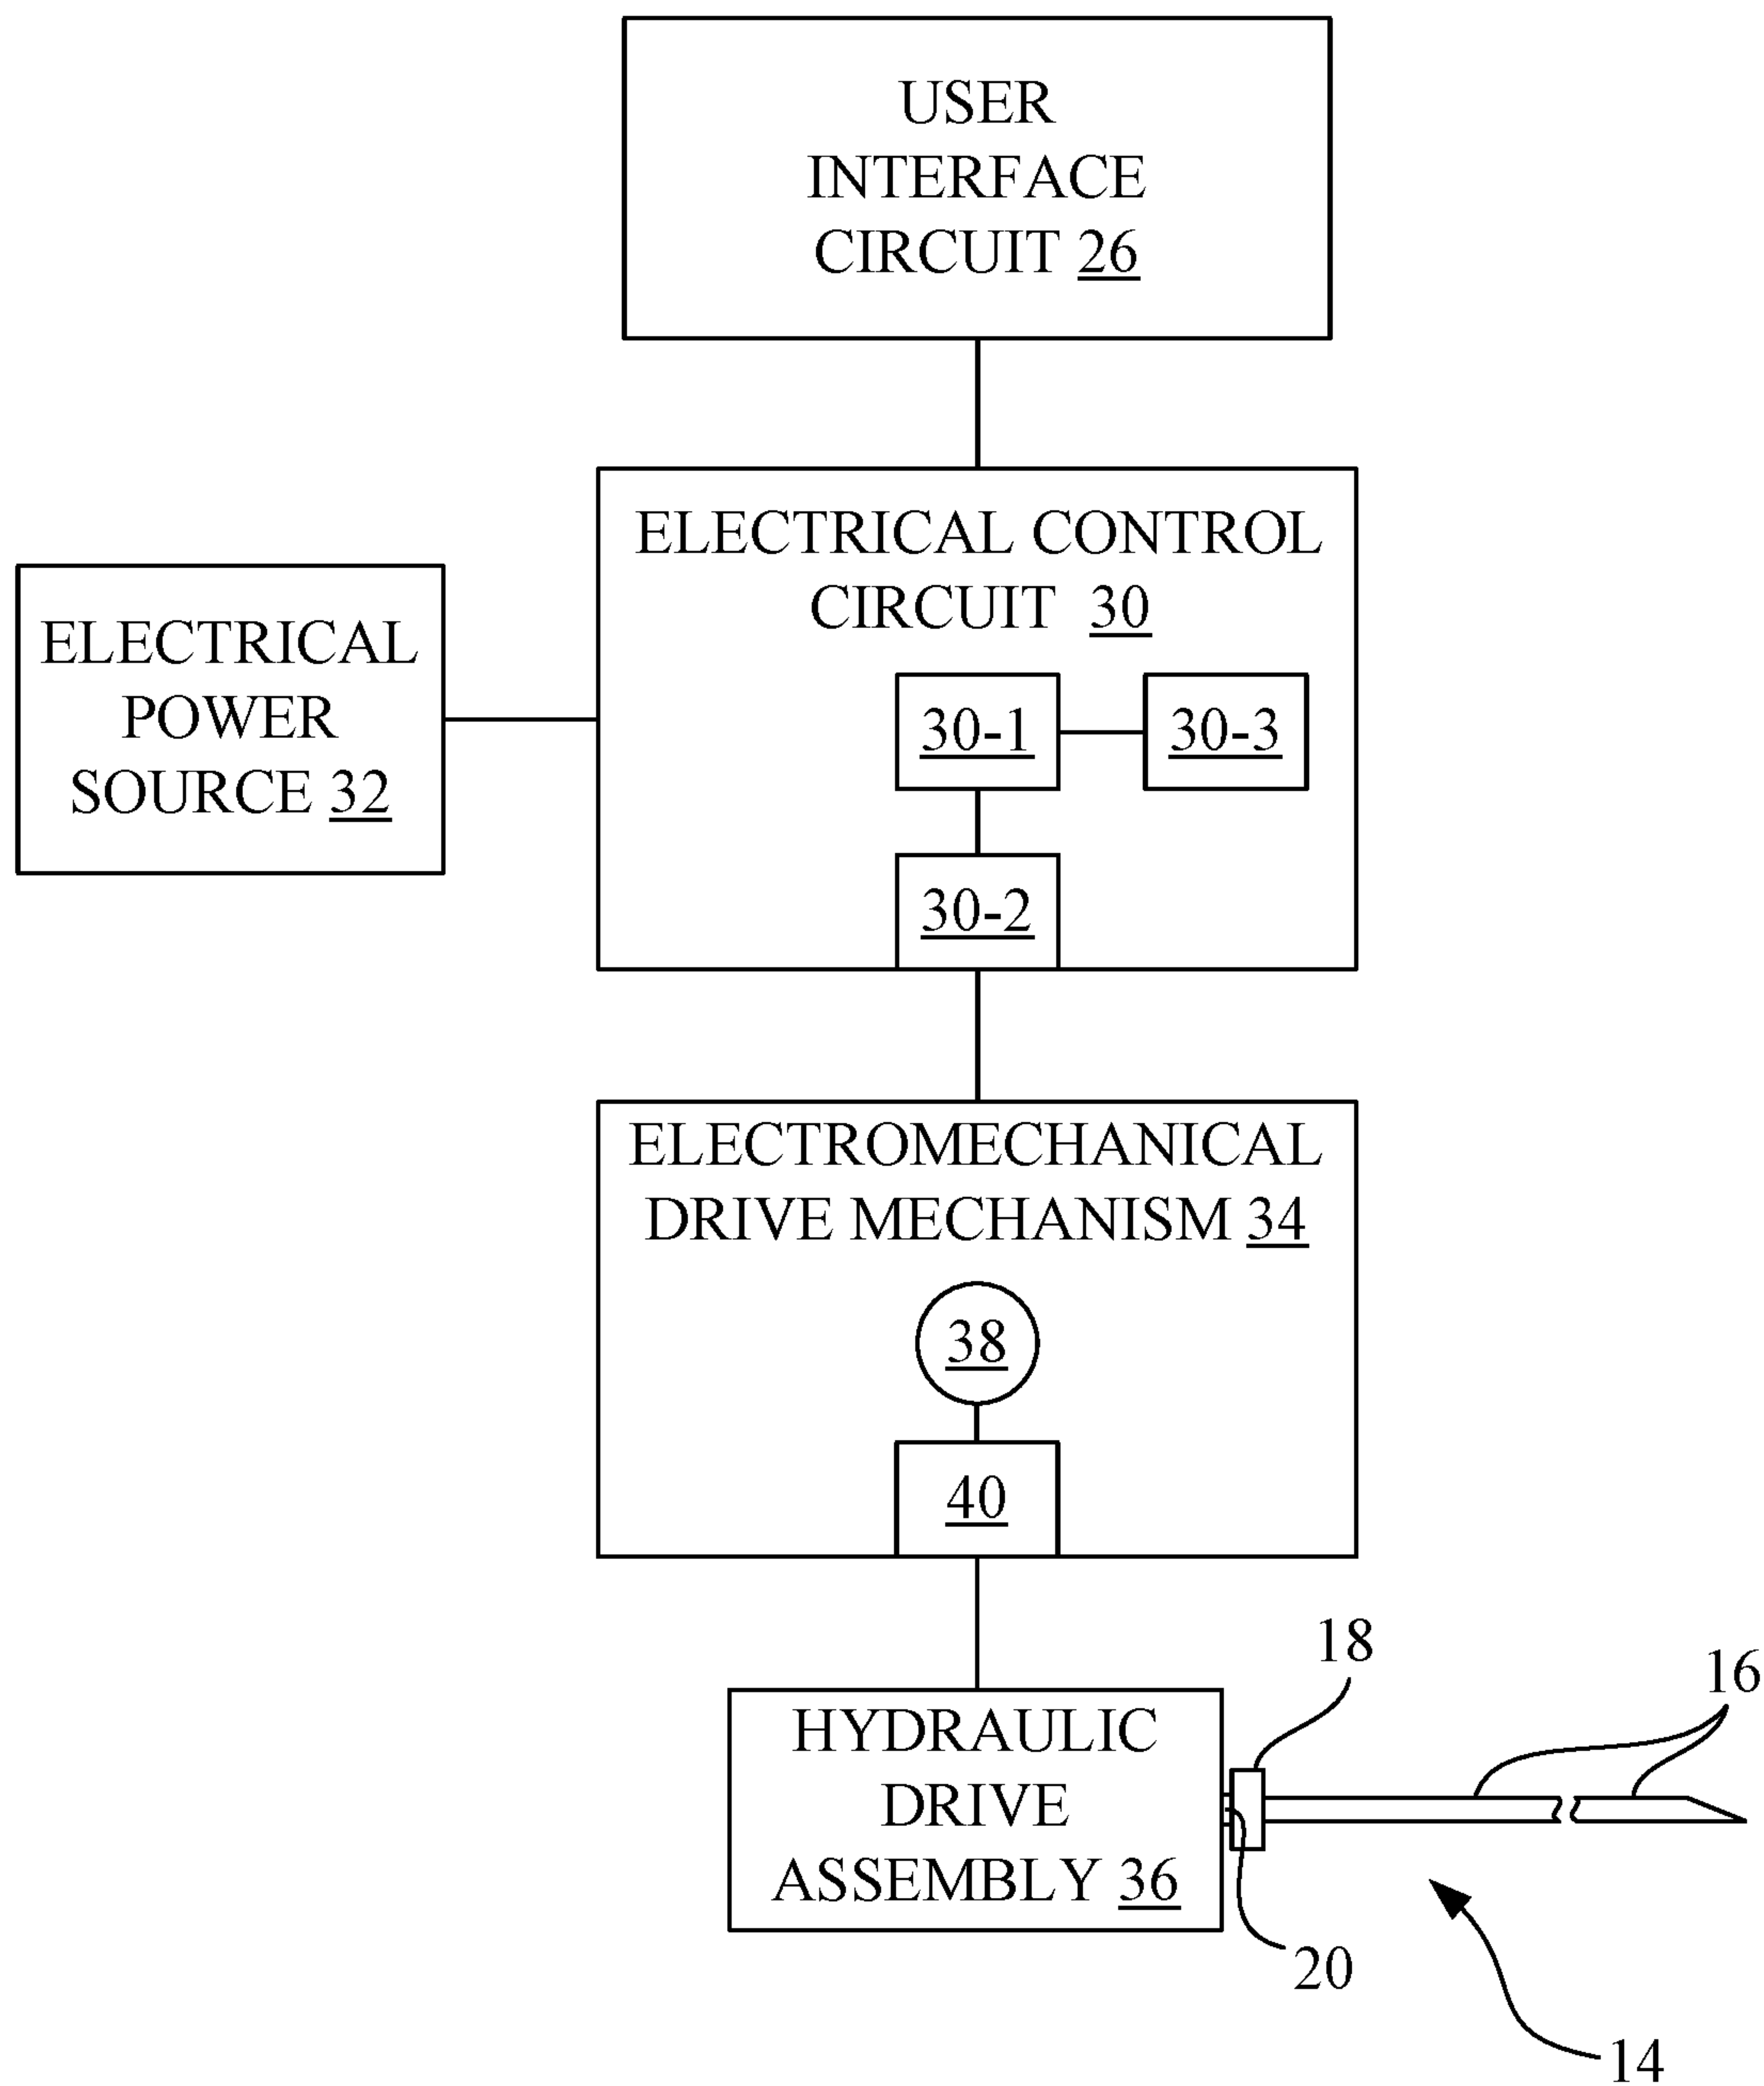 USER
INTERFACE
CIRCUIT 26
ELECTRICAL CONTROL
CIRCUIT 30
ELECTRICAL
POWER
SOURCE 32
30-1
30-3
30-2
ELECTROMECHANICAL
DRIVE MECHANISM 34
38
40
18
16
HYDRAULIC
DRIVE
ASSEMBLY 36
20
14